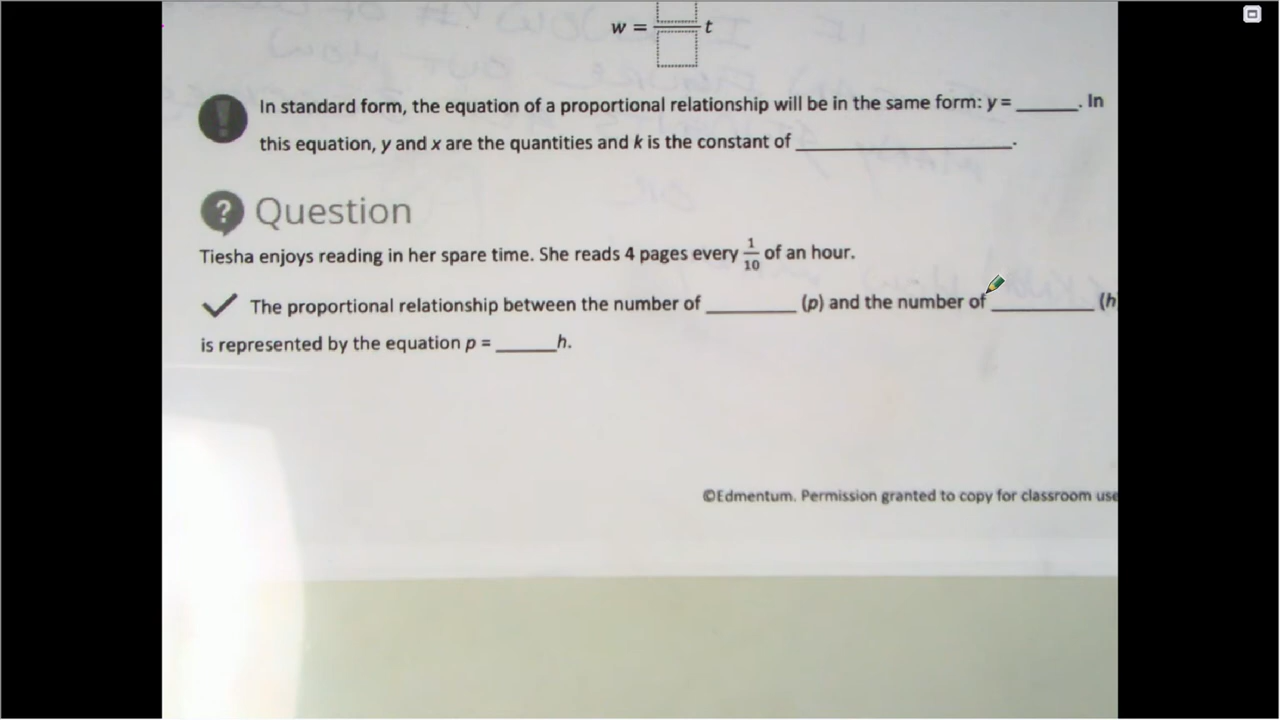 w = t
In standard form, the equation of a proportional relationship will be in the same form: y = ______. In
this equation, y and x are the quantities and k is the constant of ____________________.
Question
Tiesha enjoys reading in her spare time. She reads 4 pages every 1/10 of an hour.
The proportional relationship between the number of _________ (p) and the number of __________ (h
is represented by the equation p = ______h.
©Edmentum. Permission granted to copy for classroom use